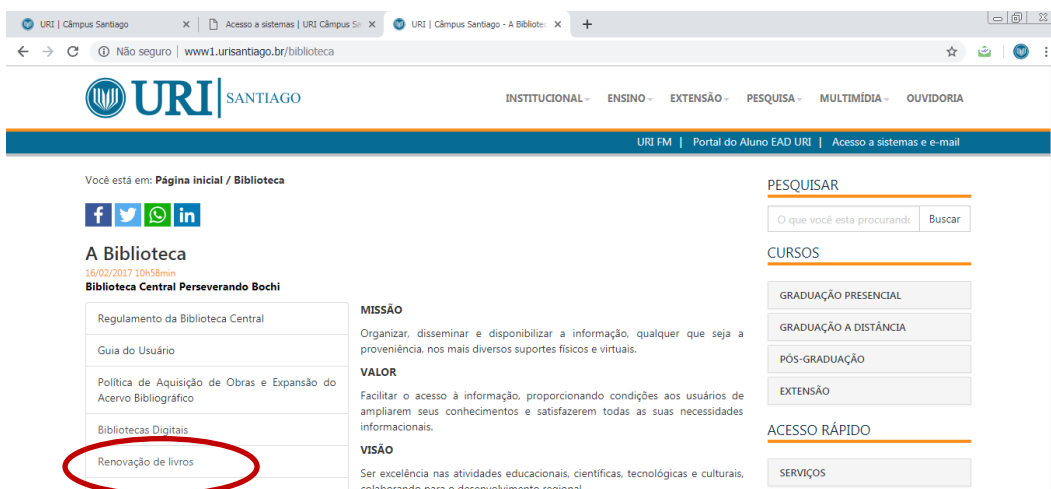 URI | Câmpus Santiago
Acesso a sistemas | URI Câmpus Sa
URI | Câmpus Santiago - A Bibliotec
Não seguro | www1.urisantiago.br/biblioteca
URI SANTIAGO
INSTITUCIONAL ENSINO EXTENSÃO PESQUISA MULTIMÍDIA OUVIDORIA
URI FM | Portal do Aluno EAD URI | Acesso a sistemas e e-mail
Você está em: Página inicial / Biblioteca
f in
A Biblioteca
16/02/2017 10h58min
Biblioteca Central Perseverando Bochi
Regulamento da Biblioteca Central
Guia do Usuário
Política de Aquisição de Obras e Expansão do
Acervo Bibliográfico
Bibliotecas Digitais
Renovação de livros
MISSÃO
Organizar, disseminar e disponibilizar a informação, qualquer que seja a
proveniência, nos mais diversos suportes físicos e virtuais.
VALOR
Facilitar o acesso à informação, proporcionando condições aos usuários de
ampliarem seus conhecimentos e satisfazerem todas as suas necessidades
informacionais.
VISÃO
Ser excelência nas atividades educacionais, científicas, tecnológicas e culturais,
colaborando para o desenvolvimento regional
PESQUISAR
O que você esta procurando Buscar
CURSOS
GRADUAÇÃO PRESENCIAL
GRADUAÇÃO A DISTÂNCIA
PÓS-GRADUAÇÃO
EXTENSÃO
ACESSO RÁPIDO
SERVIÇOS